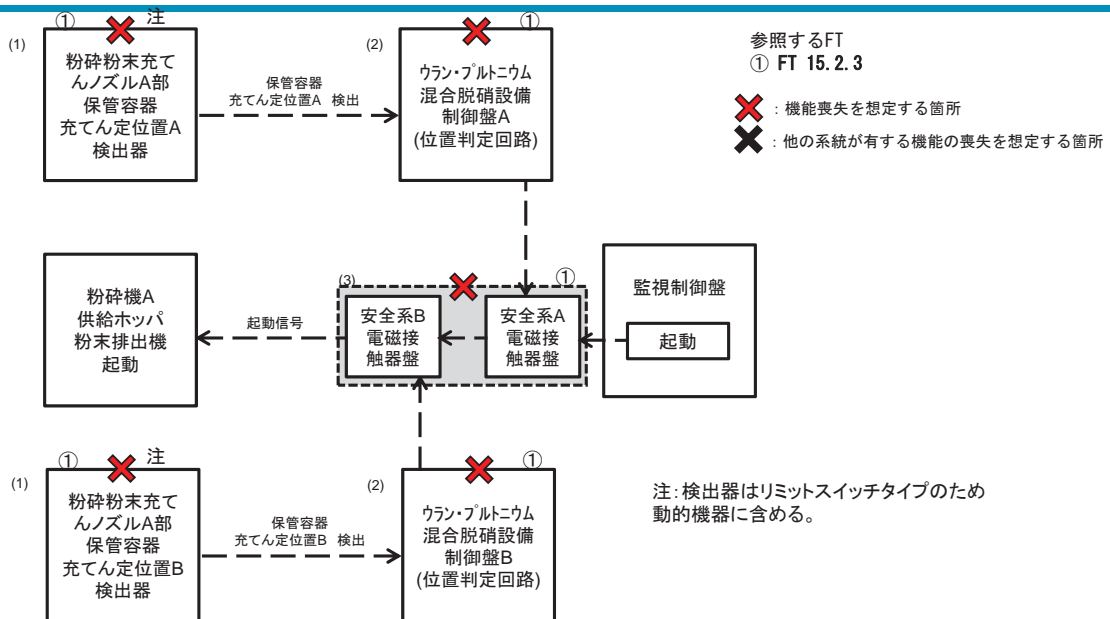 ① 注
(1)
粉砕粉末充て
んノズルA部
保管容器
充てん定位置A
検出器
保管容器
充てん定位置A 検出
①
(2)
ウラン・プルトニウム
混合脱硝設備
制御盤A
(位置判定回路)
参照するFT
① FT 15.2.3
：機能喪失を想定する箇所
：他の系統が有する機能の喪失を想定する箇所
粉砕機A
供給ホッパ
粉末排出機
起動
起動信号
(3)
①
安全系B
電磁接
触器盤
安全系A
電磁接
触器盤
監視制御盤
起動
① 注
(1)
粉砕粉末充て
んノズルA部
保管容器
充てん定位置B
検出器
保管容器
充てん定位置B 検出
①
(2)
ウラン・プルトニウム
混合脱硝設備
制御盤B
(位置判定回路)
注：検出器はリミットスイッチタイプのため
動的機器に含める。